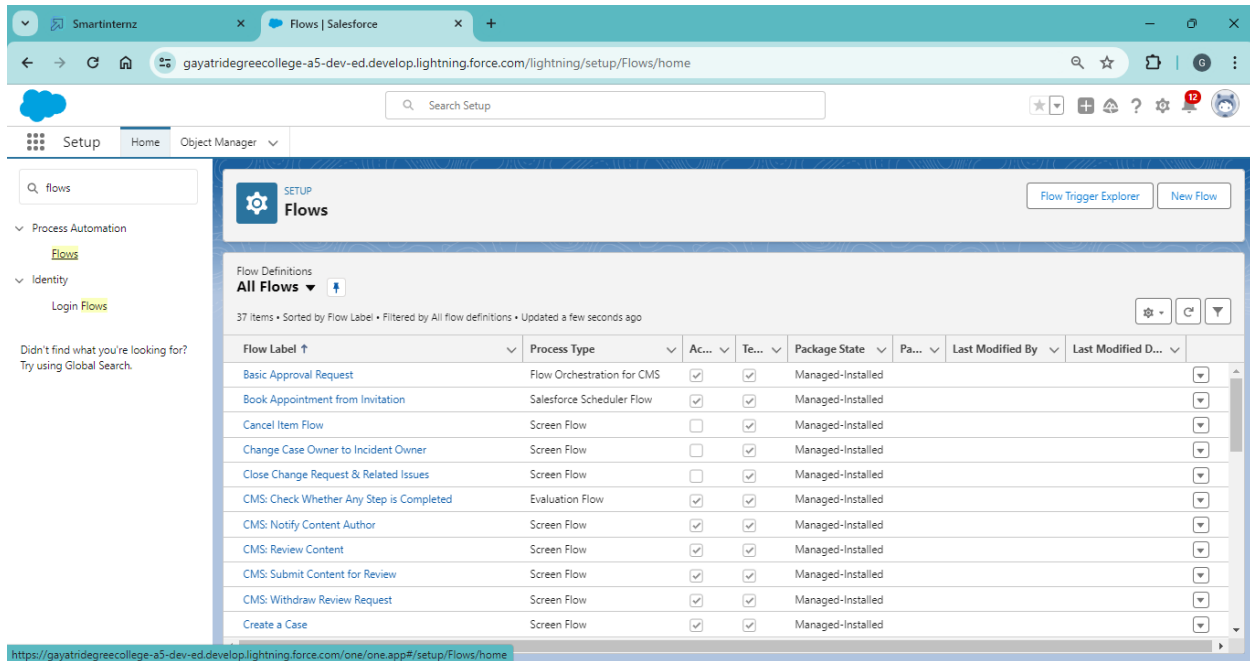 Smartinternz
Flows | Salesforce
gayatridegreecollege-a5-dev-ed.develop.lightning.force.com/lightning/setup/Flows/home
G
Search Setup
12
Setup Home Object Manager
flows
Process Automation
Flows
Identity
Login Flows
Didn't find what you're looking for?
Try using Global Search.
SETUP
Flows
Flow Trigger Explorer New Flow
Flow Definitions
All Flows
37 items • Sorted by Flow Label • Filtered by All flow definitions • Updated a few seconds ago
Flow Label ↑ Process Type Ac... Te... Package State Pa... Last Modified By Last Modified D...
Basic Approval Request Flow Orchestration for CMS Managed-Installed
Book Appointment from Invitation Salesforce Scheduler Flow Managed-Installed
Cancel Item Flow Screen Flow Managed-Installed
Change Case Owner to Incident Owner Screen Flow Managed-Installed
Close Change Request & Related Issues Screen Flow Managed-Installed
CMS: Check Whether Any Step is Completed Evaluation Flow Managed-Installed
CMS: Notify Content Author Screen Flow Managed-Installed
CMS: Review Content Screen Flow Managed-Installed
CMS: Submit Content for Review Screen Flow Managed-Installed
CMS: Withdraw Review Request Screen Flow Managed-Installed
Create a Case Screen Flow Managed-Installed
https://gayatridegreecollege-a5-dev-ed.develop.lightning.force.com/one/one.app#/setup/Flows/home